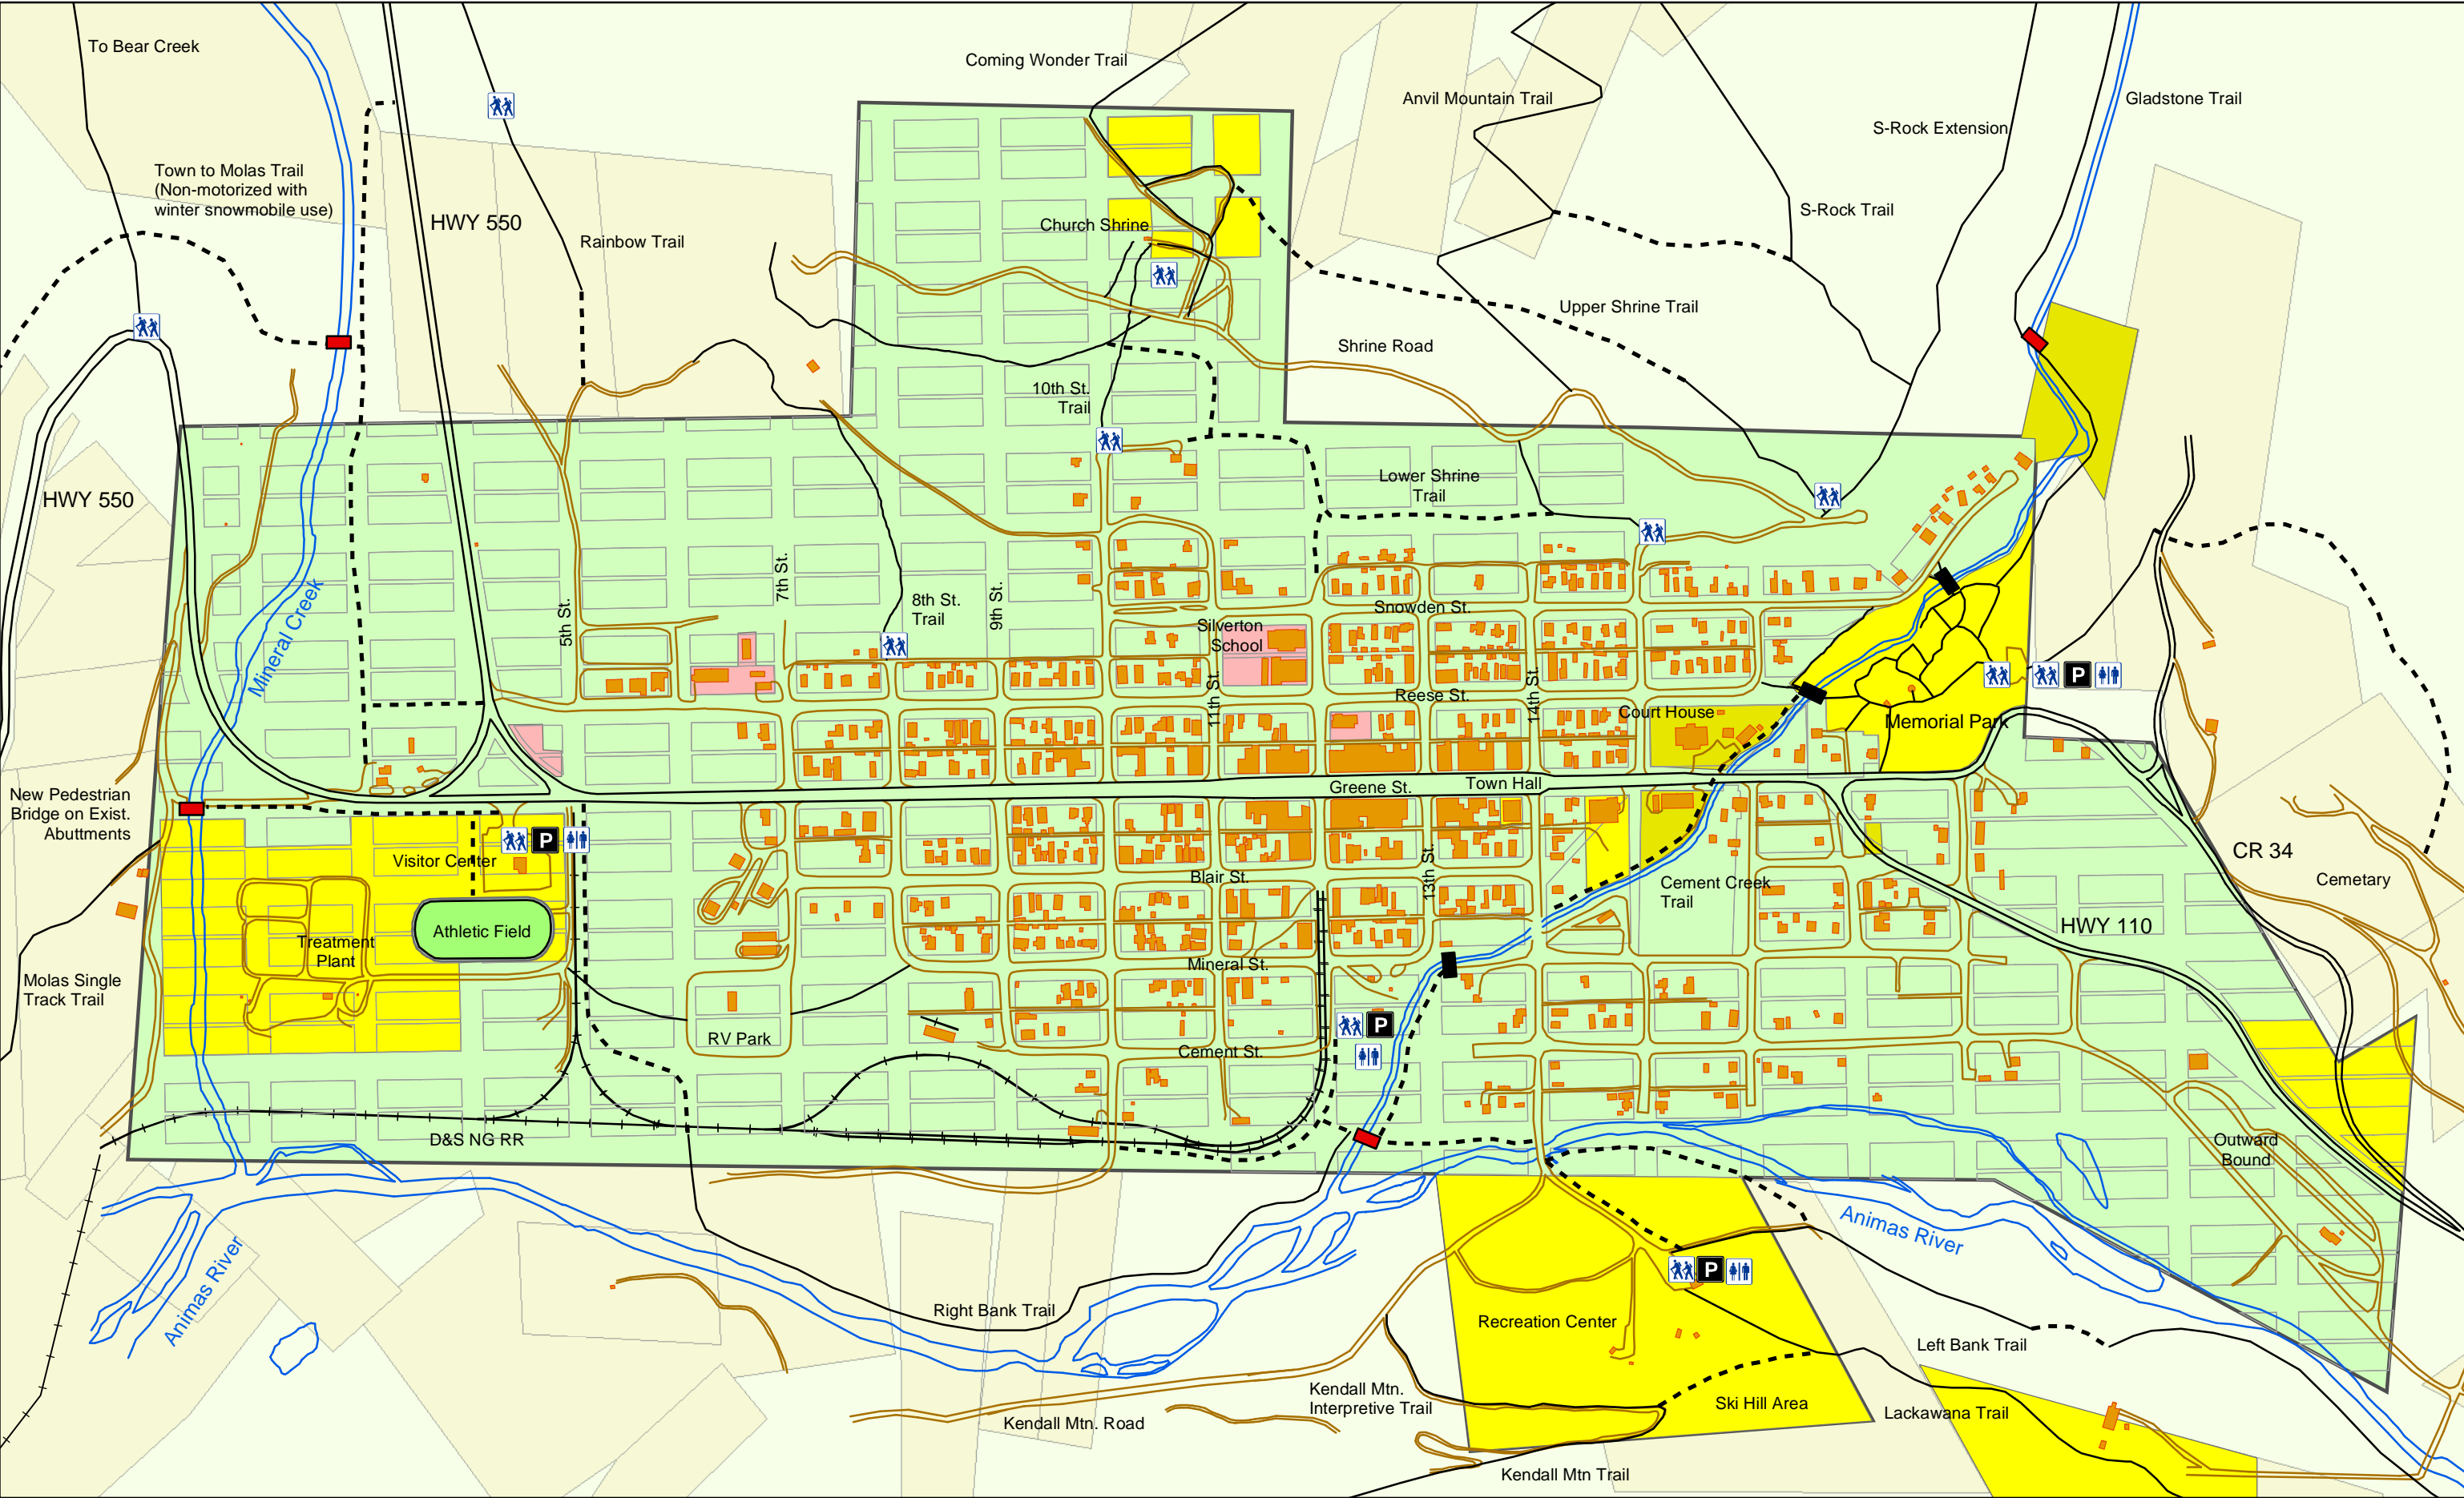 To Bear Creek
Coming Wonder Trail
Anvil Mountain Trail
Gladstone Trail
S-Rock Extension
Town to Molas Trail
(Non-motorized with
winter snowmobile use)
HWY 550
Rainbow Trail
Church Shrine
S-Rock Trail
Upper Shrine Trail
Shrine Road
10th St.
Trail
HWY 550
Lower Shrine
Trail
Mineral Creek
5th St.
7th St.
8th St.
Trail
9th St.
Snowden St.
Silverton
School
11th St.
Reese St.
14th St.
Court House
Memorial Park
New Pedestrian
Bridge on Exist.
Abuttments
Greene St.
Town Hall
Visitor Center
P
P
Blair St.
13th St.
Cement Creek
Trail
CR 34
Cemetary
Athletic Field
HWY 110
Treatment
Plant
Mineral St.
Molas Single
Track Trail
RV Park
P
Cement St.
D&S NG RR
Outward
Bound
Animas River
Animas River
P
Right Bank Trail
Recreation Center
Left Bank Trail
Kendall Mtn.
Interpretive Trail
Ski Hill Area
Lackawana Trail
Kendall Mtn. Road
Kendall Mtn Trail